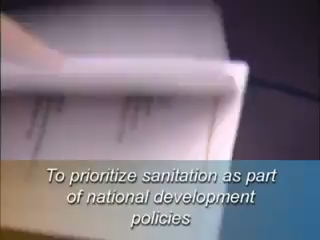 To prioritize sanitation as part
of national development
policies